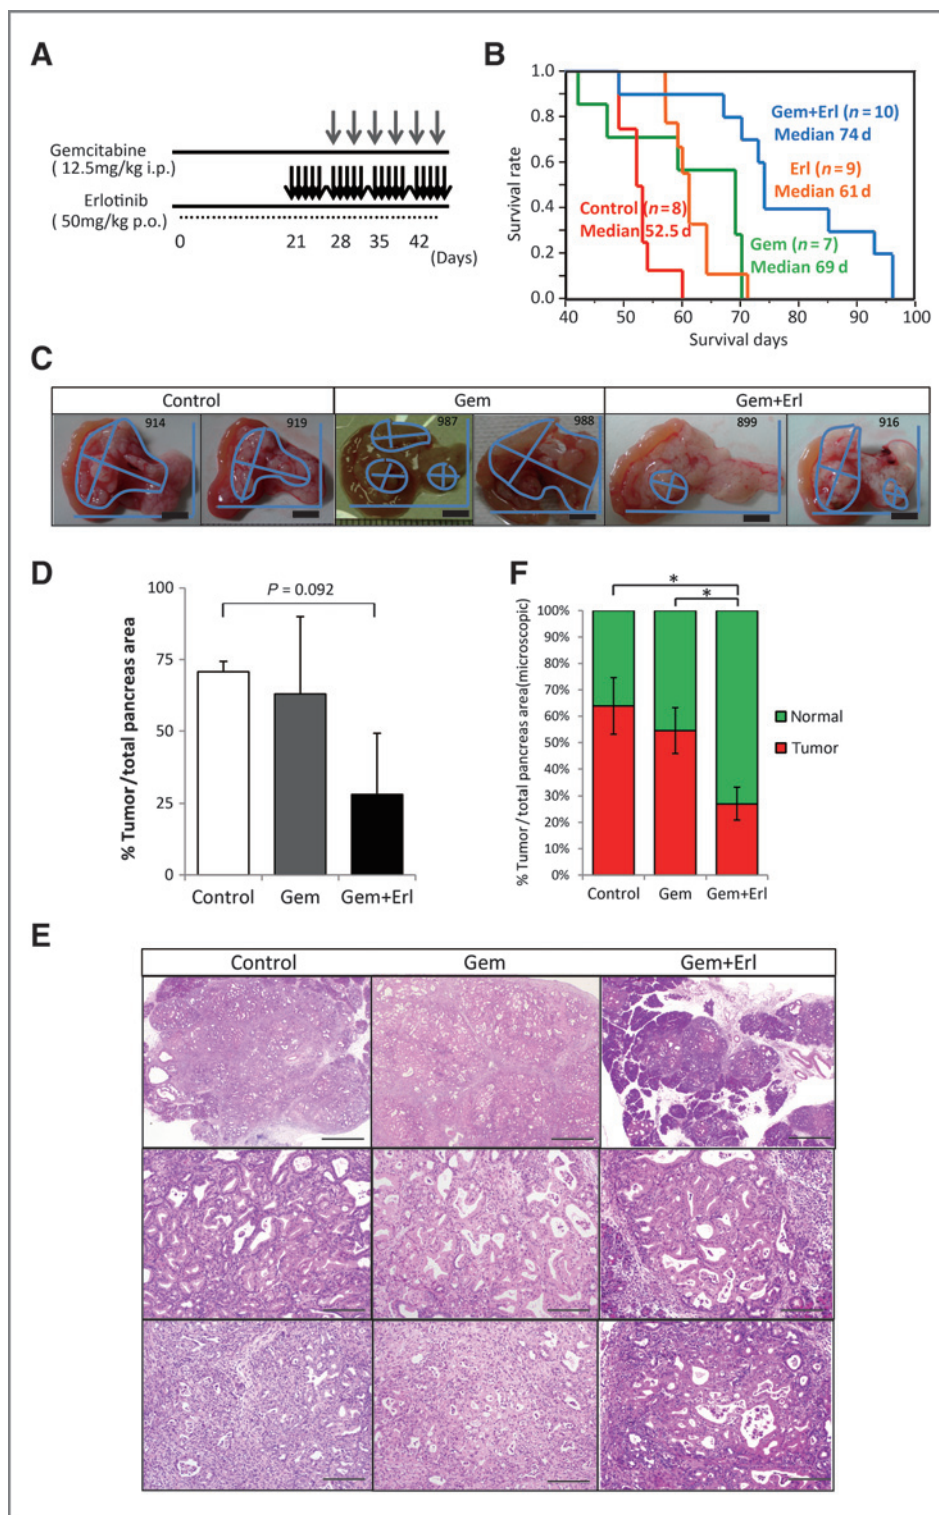 A
Gemcitabine
( 12.5mg/kg i.p.)
Erlotinib
(50mg/kg p.o.)
0 21 28 35 42
(Days)
B
Survival rate
1.0
0.8
0.6
0.4
0.2
0.0
40 50 60 70 80 90 100
Survival days
Gem+Erl (n = 10)
Median 74 d
Erl (n = 9)
Median 61 d
Control (n = 8)
Median 52.5 d
Gem (n = 7)
Median 69 d
C
Control Gem Gem+Erl
914 919 987 988 899 916
D
% Tumor/total pancreas area
100
75
50
25
0
P = 0.092
Control Gem Gem+Erl
F
% Tumor/total pancreas area(microscopic)
100%
90%
80%
70%
60%
50%
40%
30%
20%
10%
0%
* *
Normal
Tumor
Control Gem Gem+Erl
E
Control Gem Gem+Erl